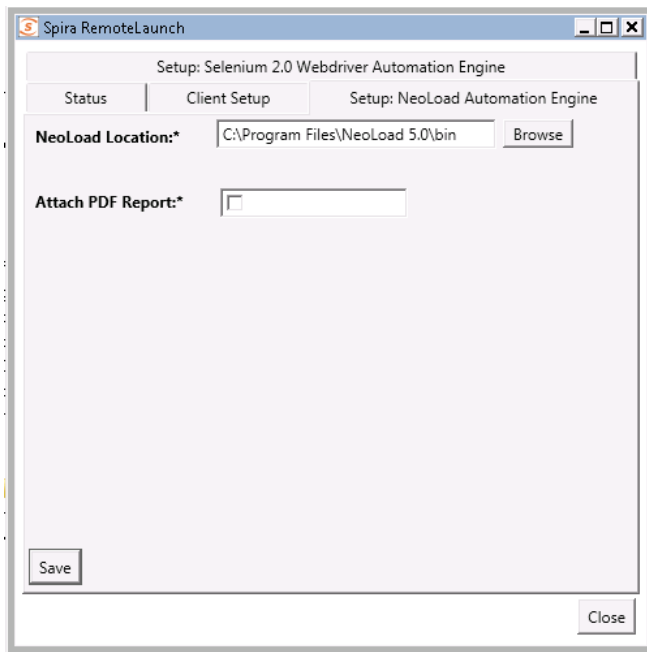 Spira RemoteLaunch
Setup: Selenium 2.0 Webdriver Automation Engine
Status Client Setup Setup: NeoLoad Automation Engine
NeoLoad Location:* C:\Program Files\NeoLoad 5.0\bin Browse
Attach PDF Report:*
Save
Close